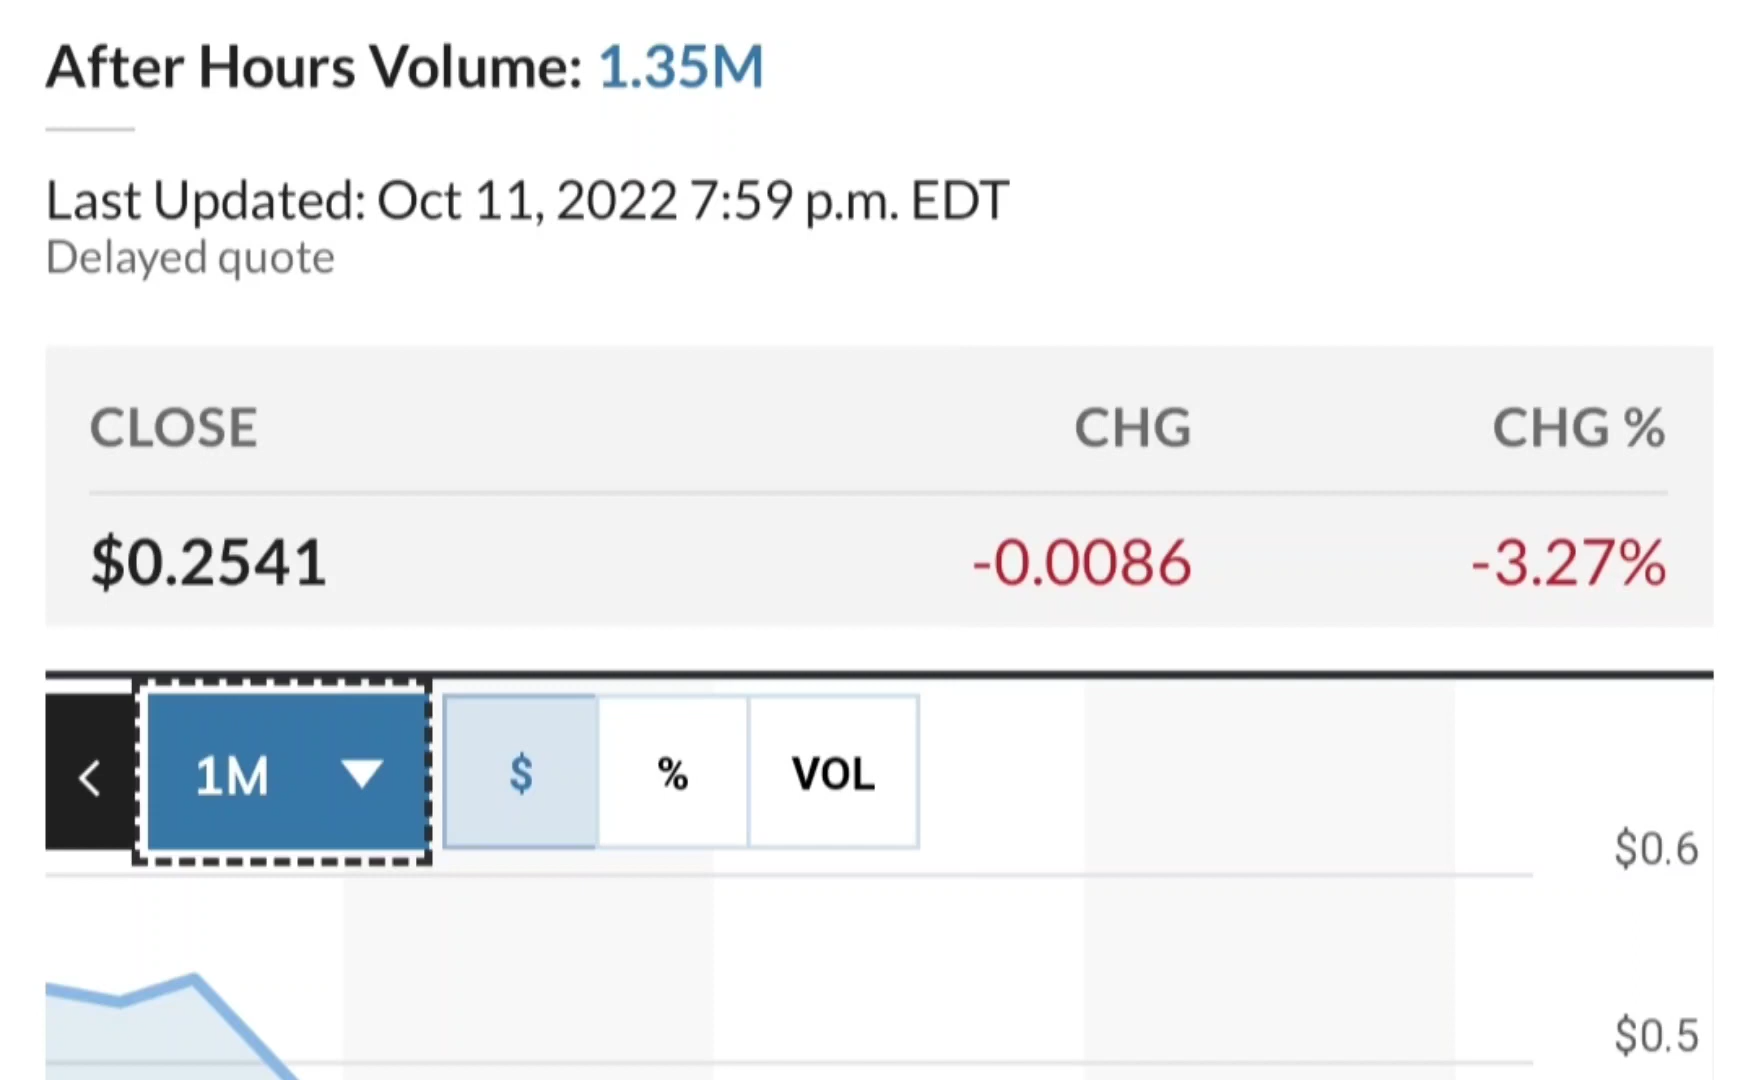 After Hours Volume: 1.35M
Last Updated: Oct 11, 2022 7:59 p.m. EDT
Delayed quote
CLOSE CHG CHG %
$0.2541 -0.0086 -3.27%
1M $ % VOL
$0.6
$0.5